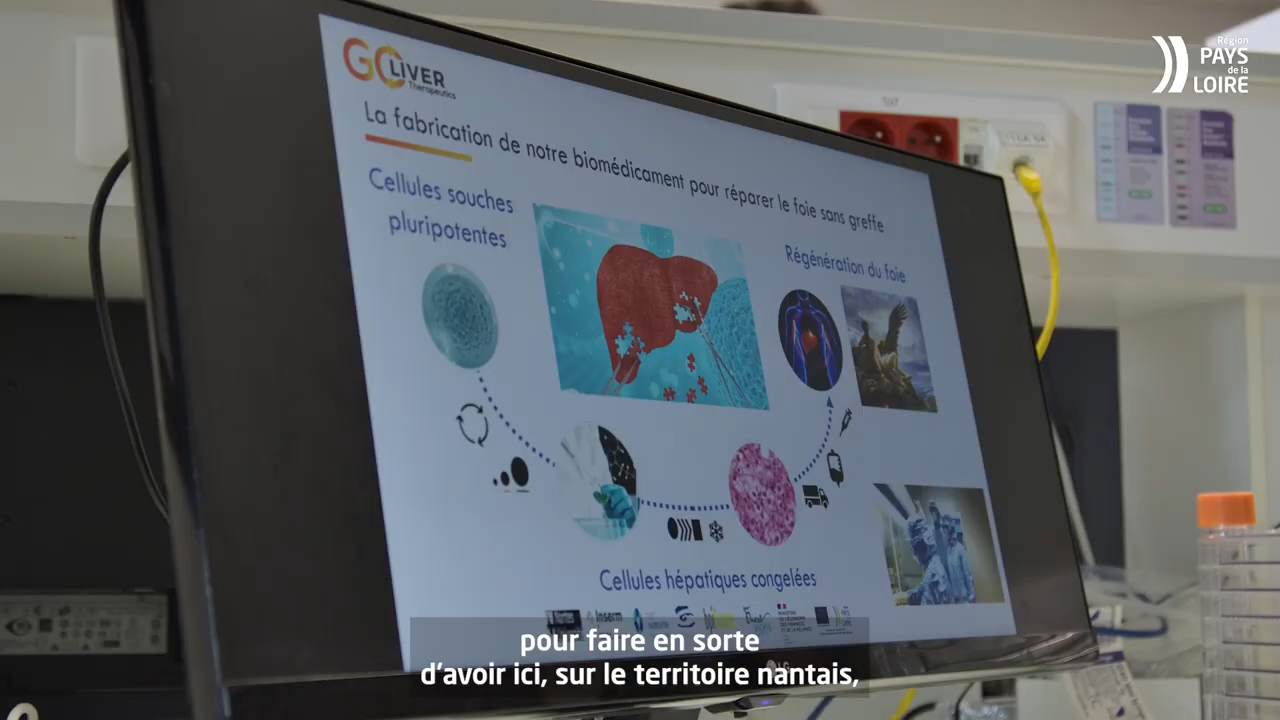 GO LIVER
Therapeutics
La fabrication de notre biomédicament pour réparer le foie sans greffe
Cellules souches
pluripotentes
Régénération du foie
Cellules hépatiques congelées
Inserm
LG
Région
PAYS
de la
LOIRE
pour faire en sorte
d'avoir ici, sur le territoire nantais,